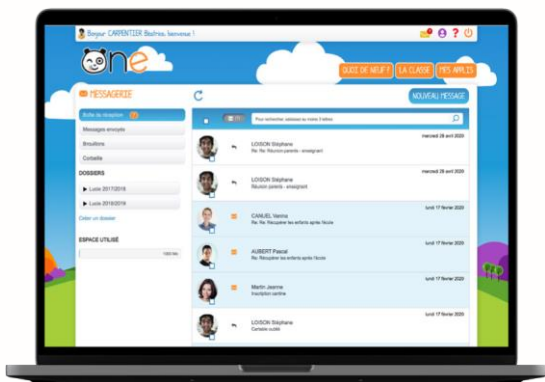 Bonjour CARPENTIER Béatrice, bienvenue !
one
QUOI DE NEUF ?
LA CLASSE
MES APPLIS
MESSAGERIE
NOUVEAU MESSAGE
Boîte de réception
Messages envoyés
Brouillons
Corbeille
DOSSIERS
Lucie 2017/2018
Lucie 2018/2019
Créer un dossier
ESPACE UTILISÉ
Pour rechercher, saisissez au moins 3 lettres
mercredi 28 avril 2020
LOISON Stéphane
Re: Re: Réunion parents - enseignant
mercredi 28 avril 2020
LOISON Stéphane
Réunion parents - enseignant
lundi 17 février 2020
CANUEL Verina
Re: Re: Récupérer les enfants après l'école
lundi 17 février 2020
AUBERT Pascal
Re: Récupérer les enfants après l'école
lundi 17 février 2020
Martin Jeanne
Inscription cantine
lundi 17 février 2020
LOISON Stéphane
Cartable oublié